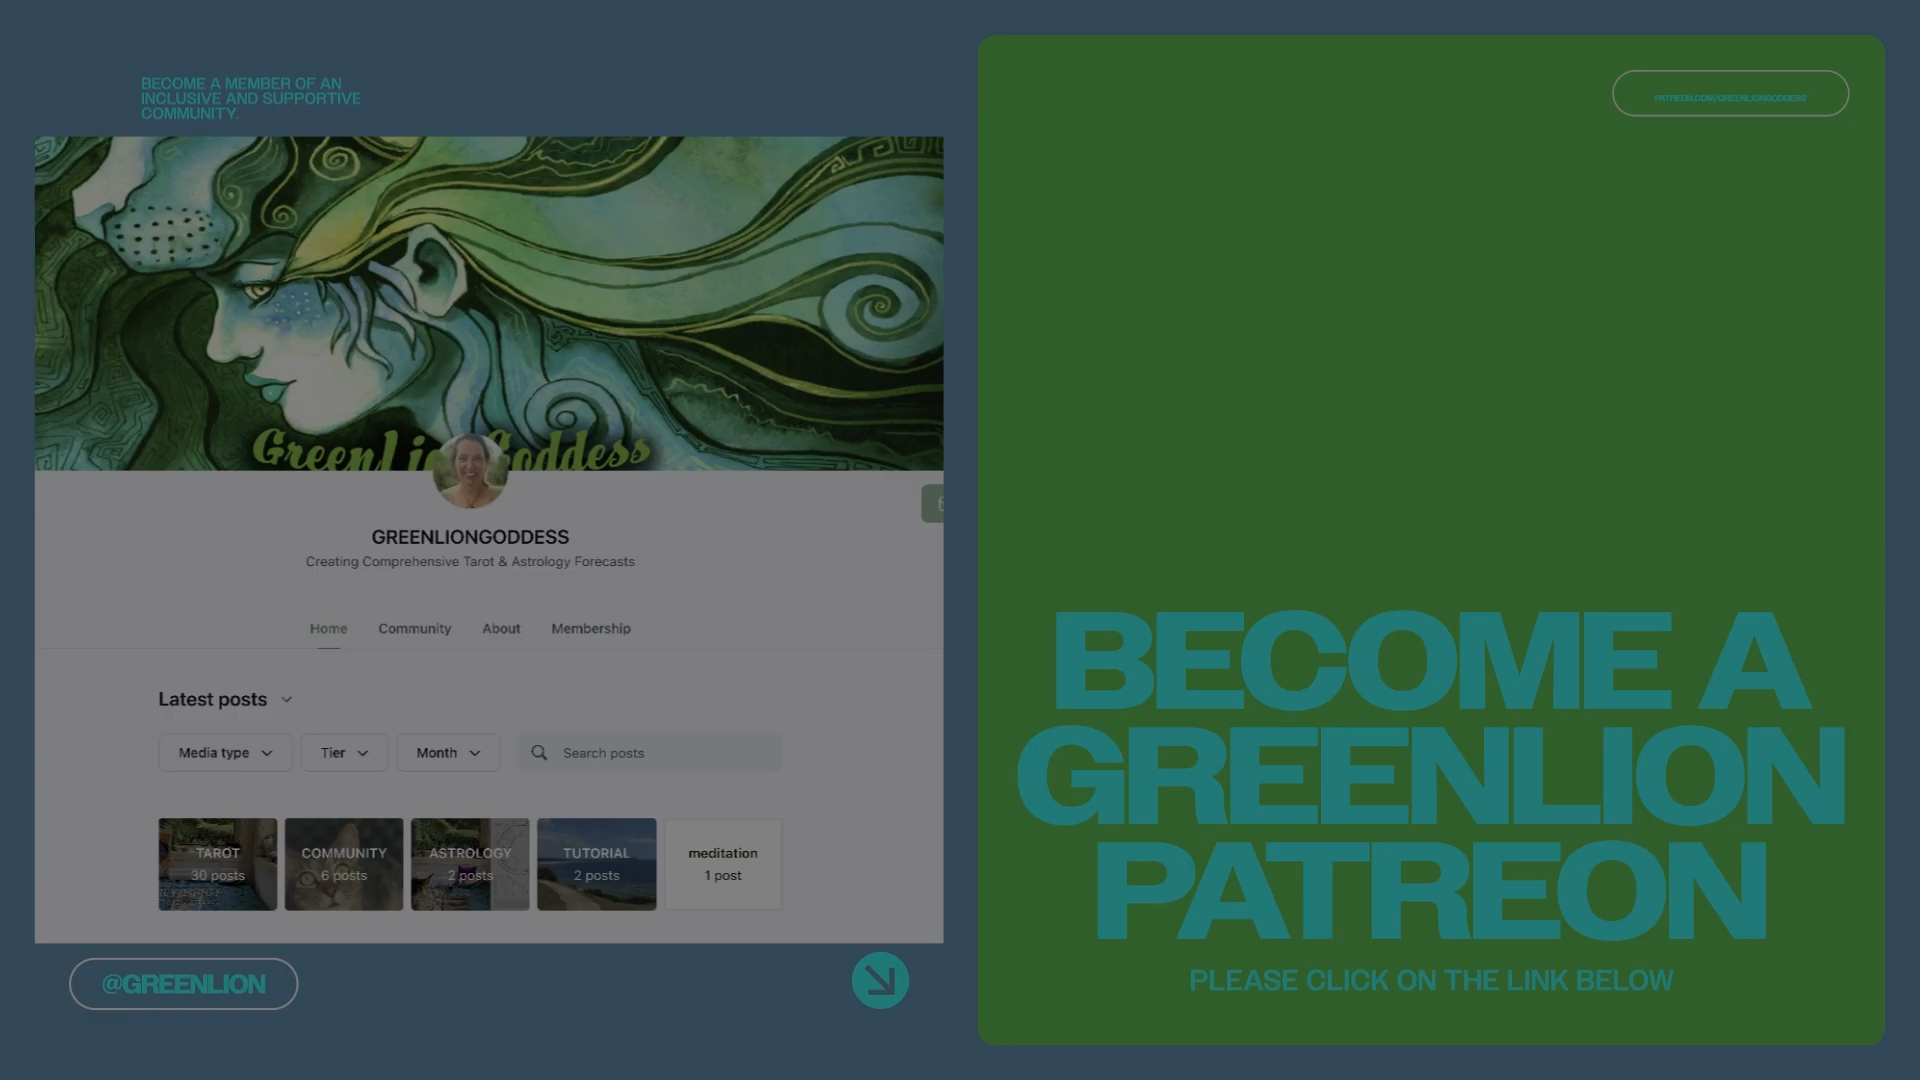 BECOME A MEMBER OF AN
INCLUSIVE AND SUPPORTIVE
COMMUNITY.
GreenLion Goddess
GREENLIONGODDESS
Creating Comprehensive Tarot & Astrology Forecasts
Home Community About Membership
Latest posts
Media type Tier Month Search posts
TAROT COMMUNITY ASTROLOGY TUTORIAL meditation
30 posts 6 posts 2 posts 2 posts 1 post
@GREENLION
PATREON.COM/GREENLIONGODDESS
BECOME A
GREENLION
PATREON
PLEASE CLICK ON THE LINK BELOW